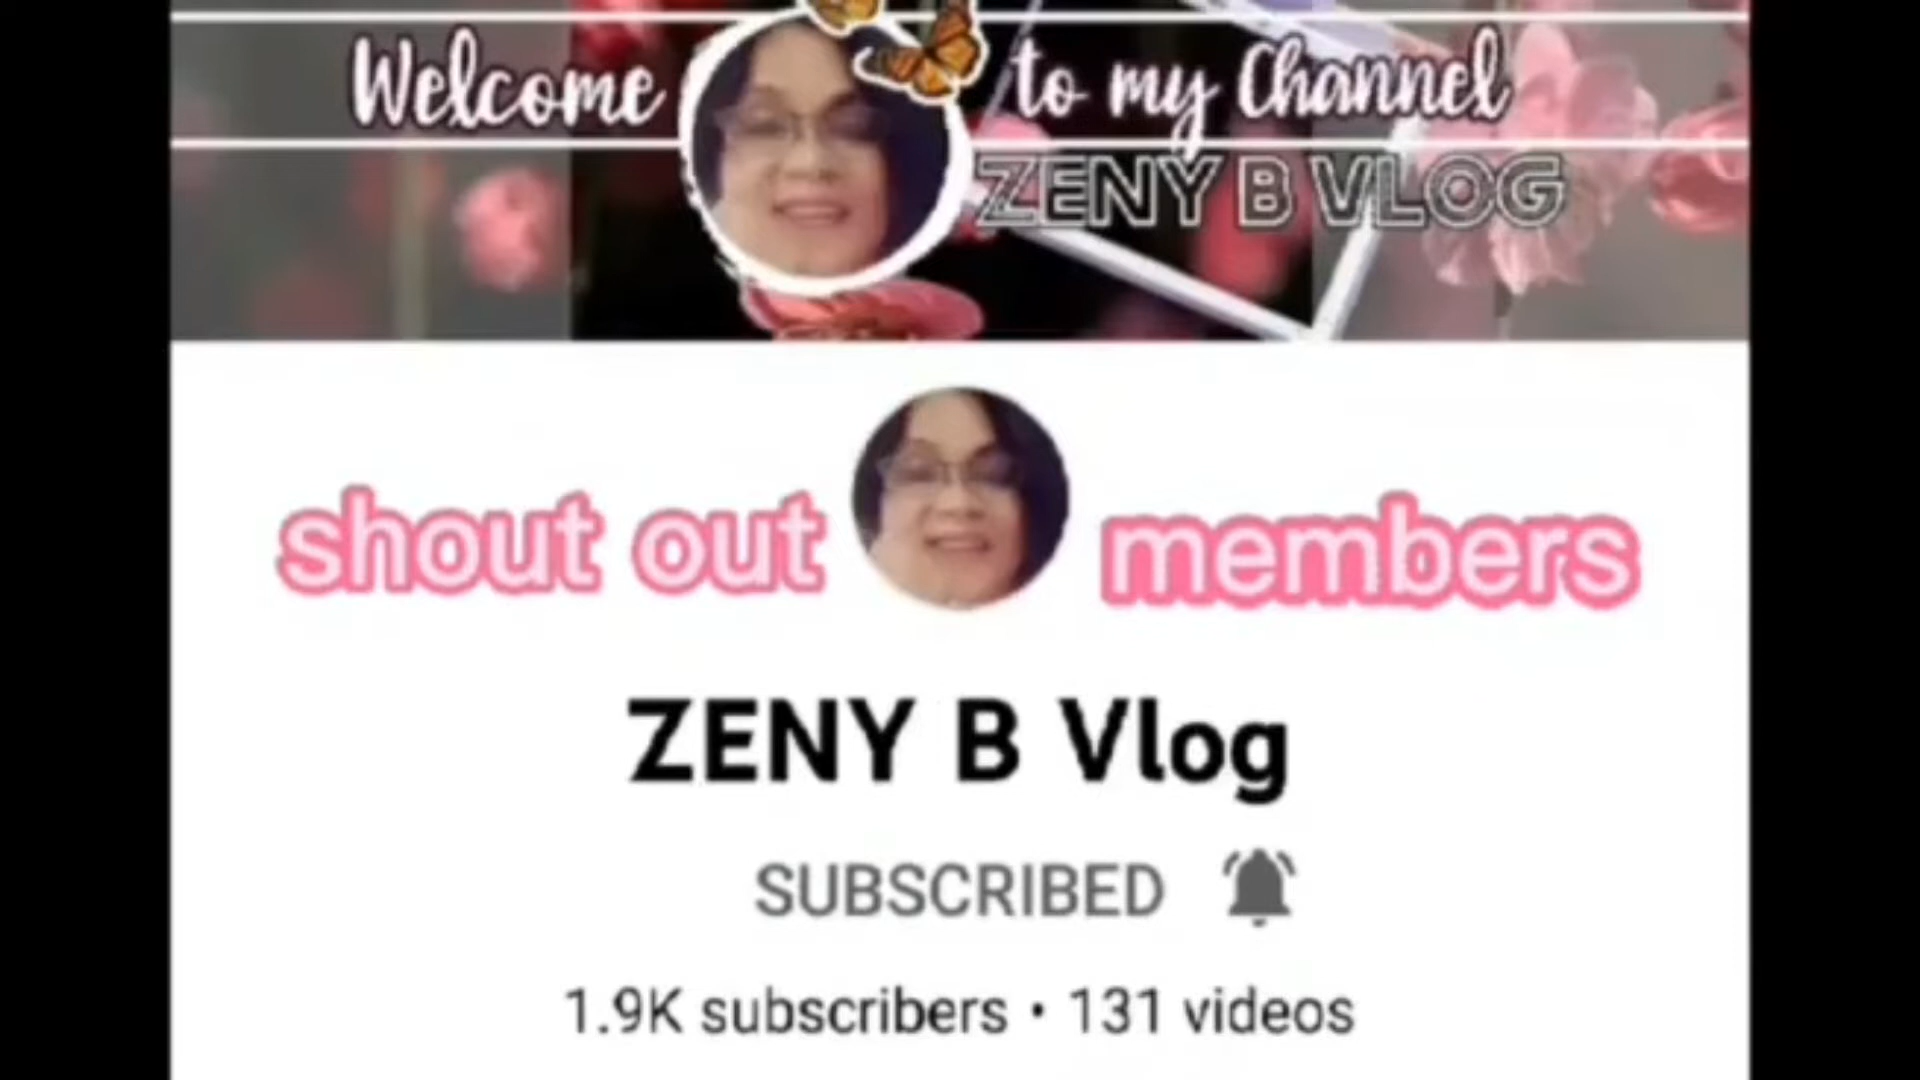 Welcome to my Channel
ZENY B VLOG
shout out members
ZENY B Vlog
SUBSCRIBED
1.9K subscribers • 131 videos